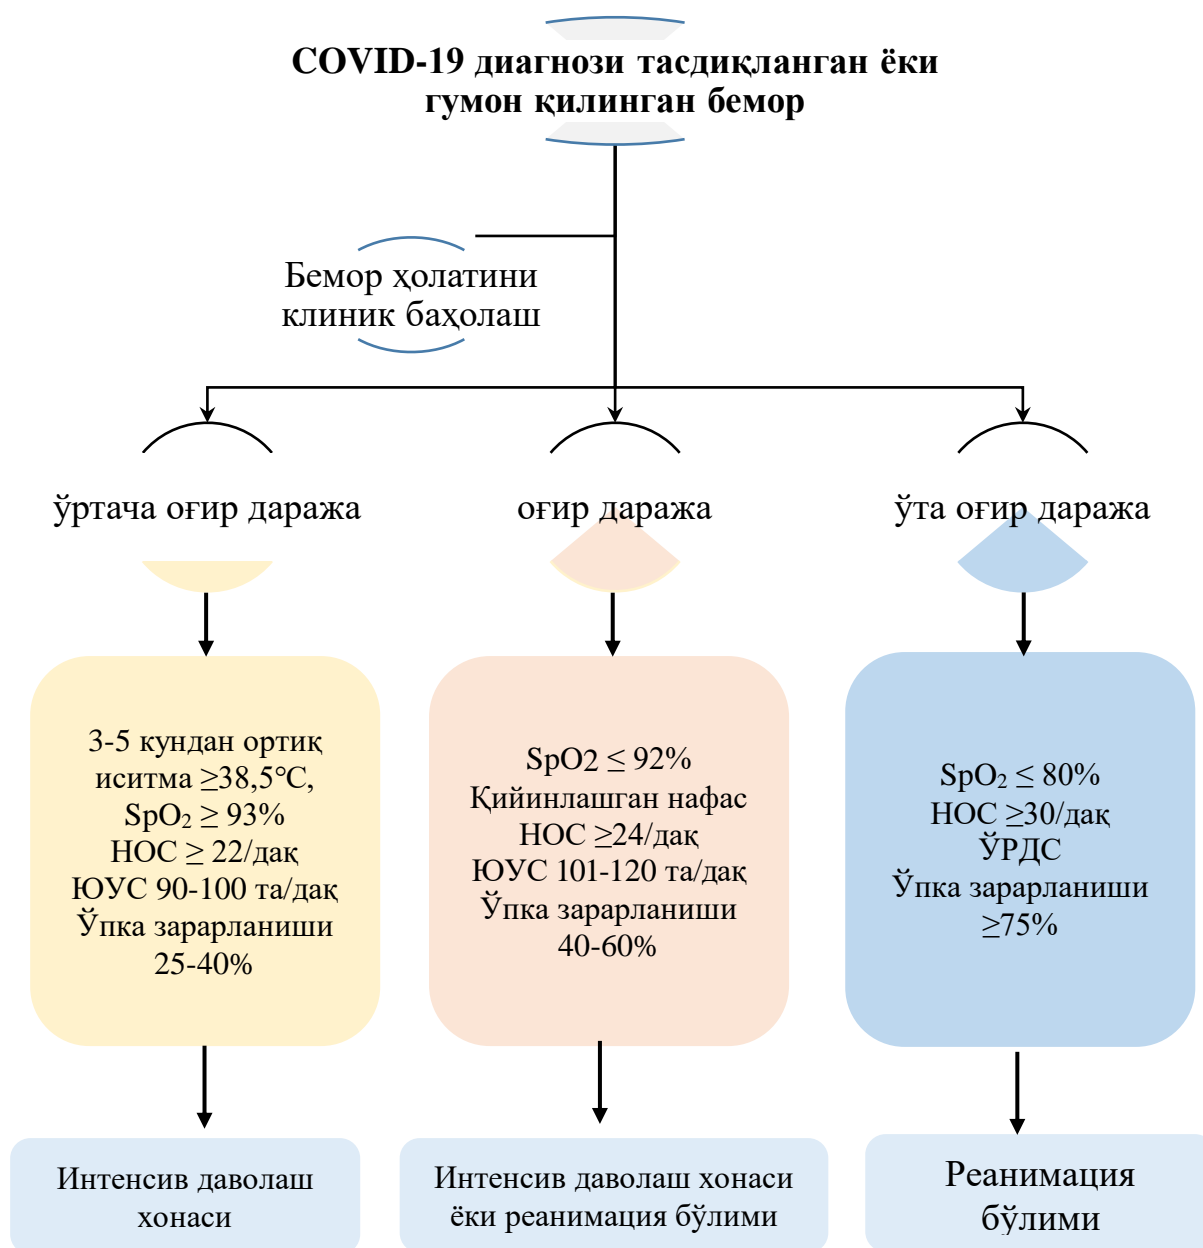 COVID-19 диагнози тасдиқланган ёки
гумон қилинган бемор
Бемор ҳолатини
клиник баҳолаш
ўртача оғир даража
оғир даража
ўта оғир даража
3-5 кундан ортиқ
иситма ≥38,5°С,
SpO₂ ≥ 93%
НОС ≥ 22/дақ
ЮУС 90-100 та/дақ
Ўпка зарарланиши
25-40%
SpO2 ≤ 92%
Қийинлашган нафас
НОС ≥24/дақ
ЮУС 101-120 та/дақ
Ўпка зарарланиши
40-60%
SpO₂ ≤ 80%
НОС ≥30/дақ
ЎРДС
Ўпка зарарланиши
≥75%
Интенсив даволаш
хонаси
Интенсив даволаш хонаси
ёки реанимация бўлими
Реанимация
бўлими